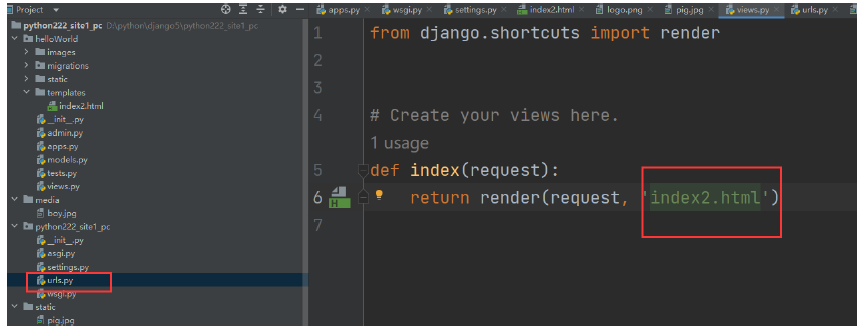 Project
python222_site1_pc D:\python\django5\python222_site1_pc
helloWorld
images
migrations
static
templates
index2.html
__init__.py
admin.py
apps.py
models.py
tests.py
views.py
media
boy.jpg
python222_site1_pc
__init__.py
asgi.py
settings.py
urls.py
wsgi.py
static
pig.jpg
apps.py wsgi.py settings.py index2.html logo.png pig.jpg views.py urls.py
1 from django.shortcuts import render
2
3
4 # Create your views here.
1 usage
5 def index(request):
6 return render(request, 'index2.html')
7